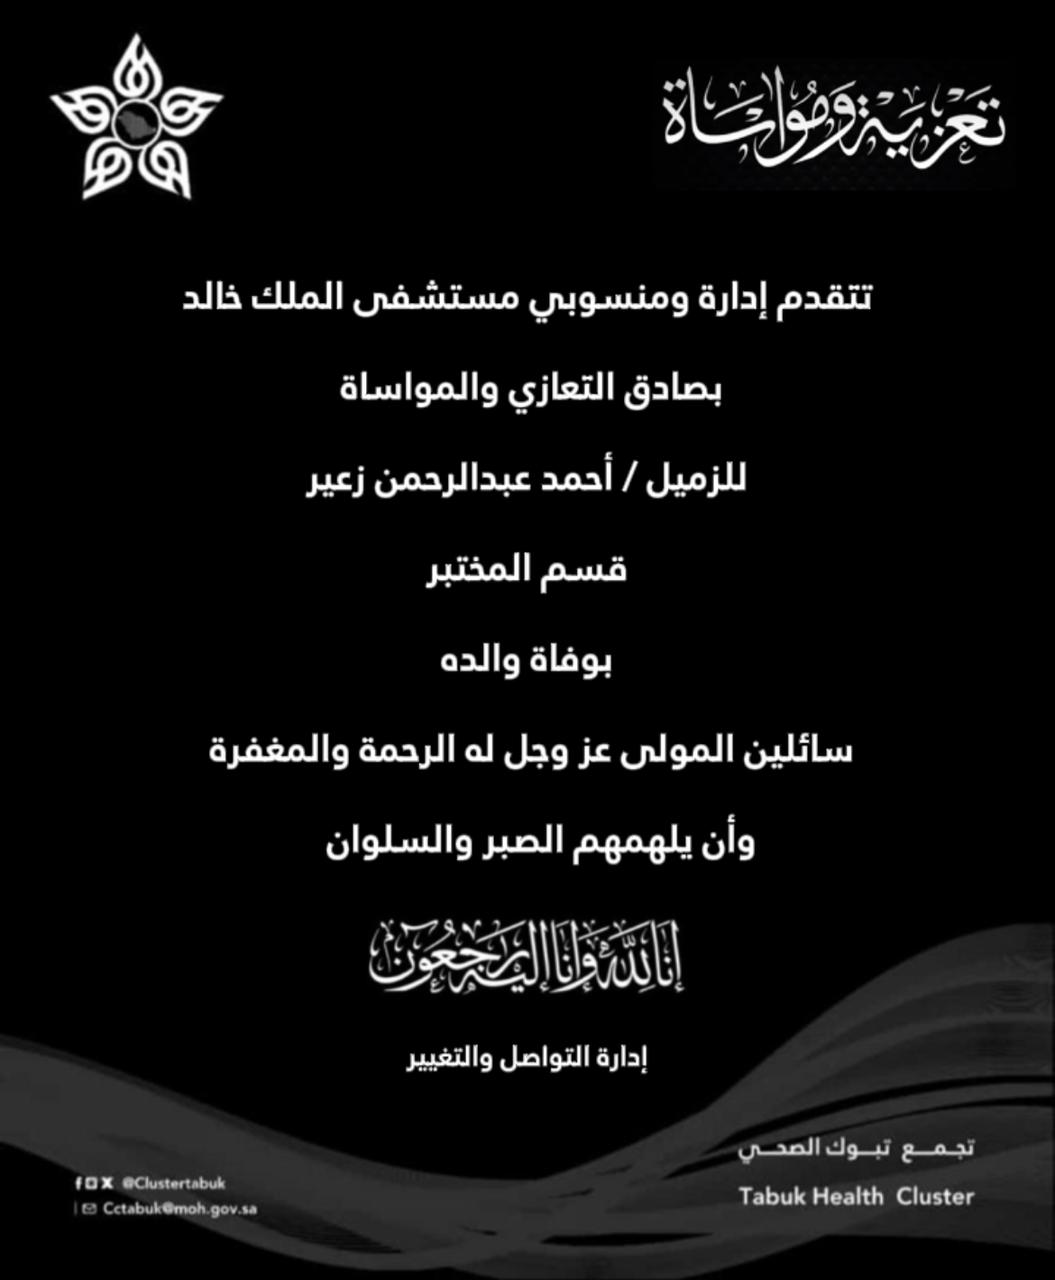 تعزية ومواساة
تتقدم إدارة ومنسوبي مستشفى الملك خالد
بصادق التعازي والمواساة
للزميل / أحمد عبدالرحمن زعير
قسم المختبر
بوفاة والده
سائلين المولى عز وجل له الرحمة والمغفرة
وأن يلهمهم الصبر والسلوان
إنا لله وإنا إليه راجعون
إدارة التواصل والتغيير
تجمع تبوك الصحي
Tabuk Health Cluster
@Clustertabuk
Cctabuk@moh.gov.sa